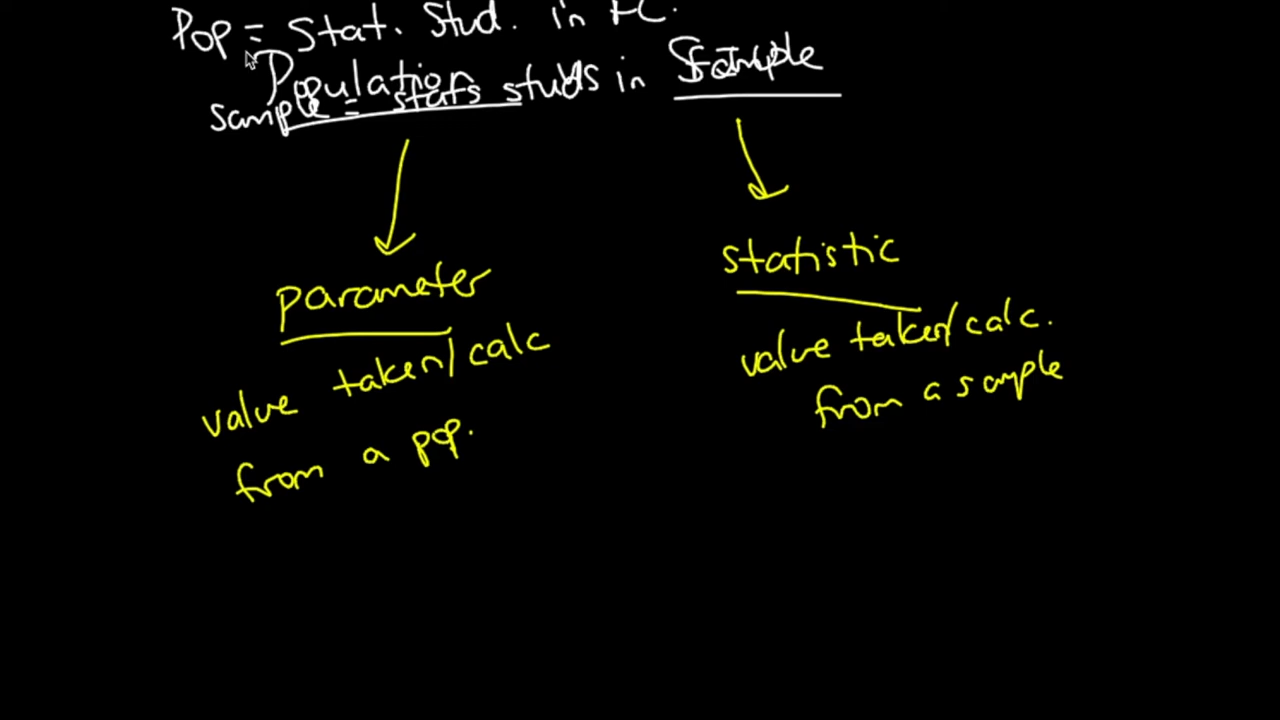 Pop = Stat. Stud. in
Population Sample
sample = stats studs in
parameter
value taken/calc
from a pop.
statistic
value taken/calc.
from a sample